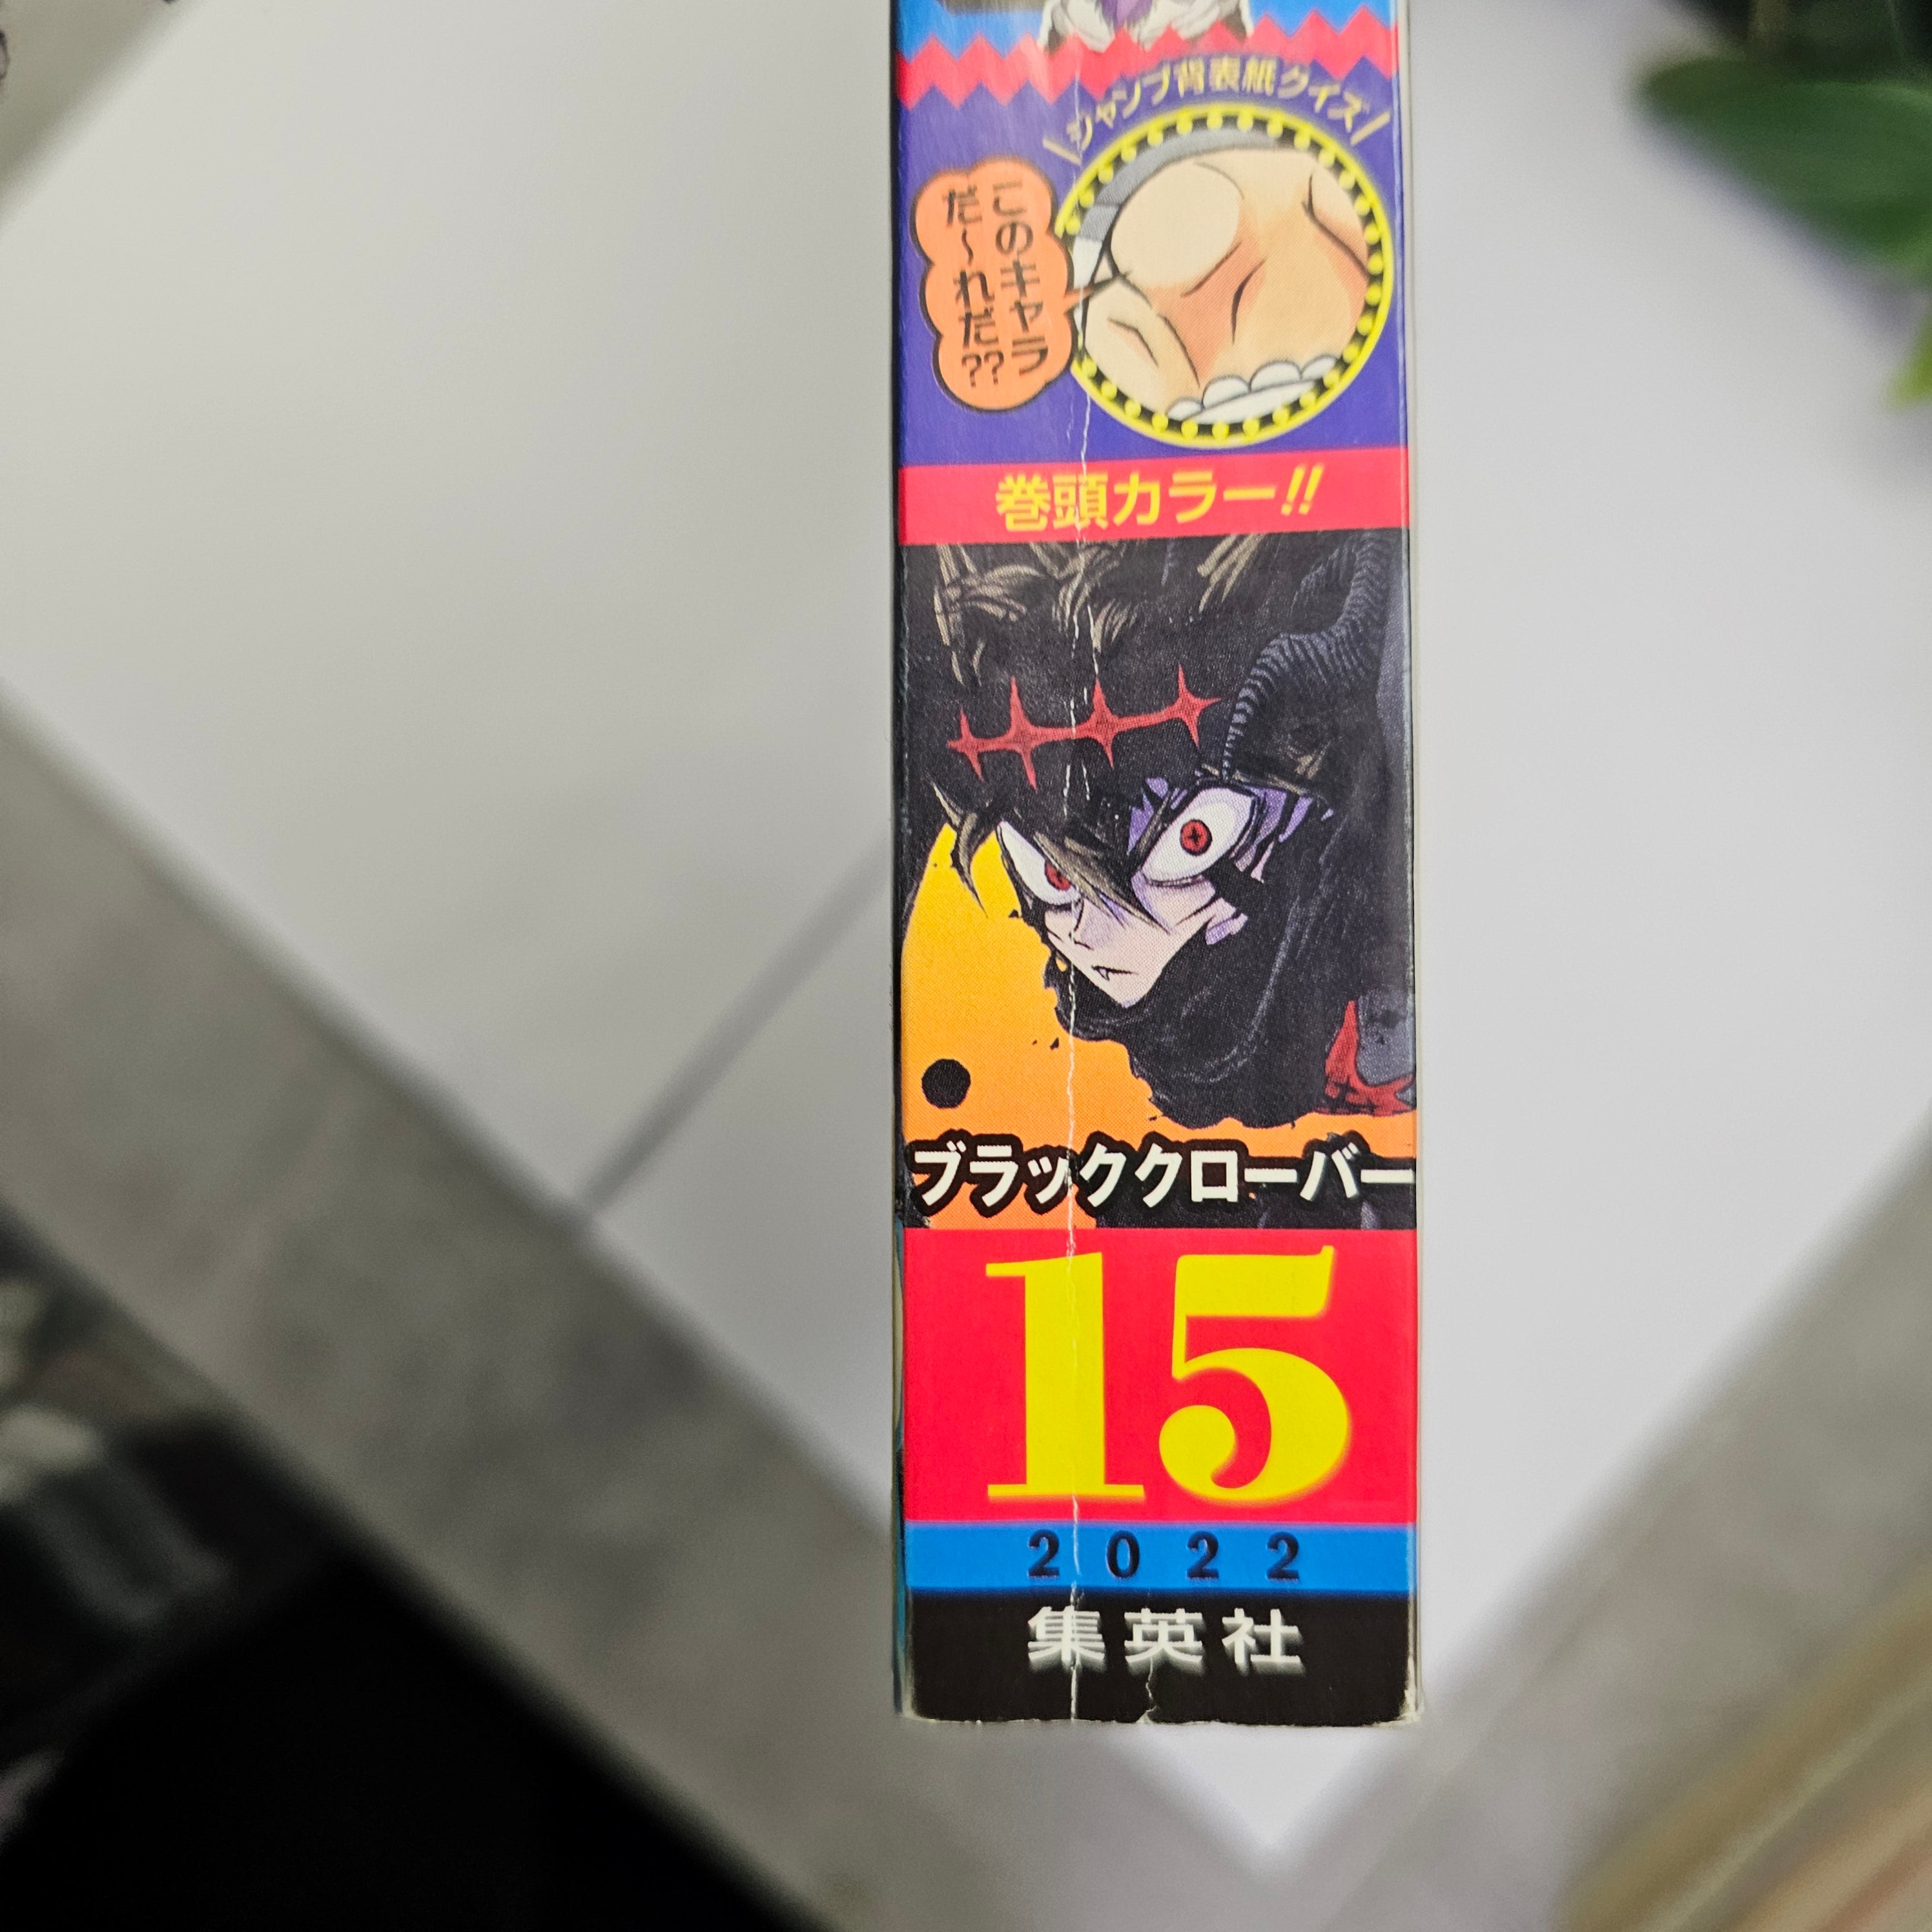 ジャンプ背表紙クイズ
このキャラ
だ〜れだ??
巻頭カラー!!
ブラッククローバー
15
2022
集英社